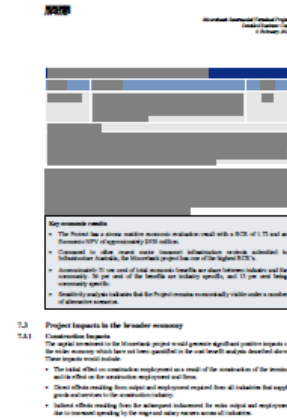 Moorebank Intermodal Terminal Project
Detailed Business Case
Key economic results
• The Project has a strong positive economic evaluation result with a BCR of 1.72 and an
Economic NPV of approximately
• Compared to other recent major transport infrastructure projects submitted to
Infrastructure Australia, the Moorebank project has one of the highest BCR's.
• Approximately 51 per cent of total economic benefits are share between industry and the
community. 36 per cent of the benefits are industry specific, and 13 per cent being
community specific.
• Sensitivity analysis indicates that the Project remains economically viable under a number
of alternative scenarios.
7.3 Project impacts in the broader economy
7.3.1 Construction Impacts
The capital investment in the Moorebank project would generate significant positive impacts on
the wider economy which have not been quantified in the cost benefit analysis described above.
These impacts would include:
• The initial effect on construction employment as a result of the construction of the terminal
and its effect on the construction employment and firms.
• Direct effects resulting from output and employment required from all industries that supply
goods and services to the construction industry.
• Indirect effects resulting from the subsequent inducement for extra output and employment
due to increased spending by the wage and salary earners across all industries.